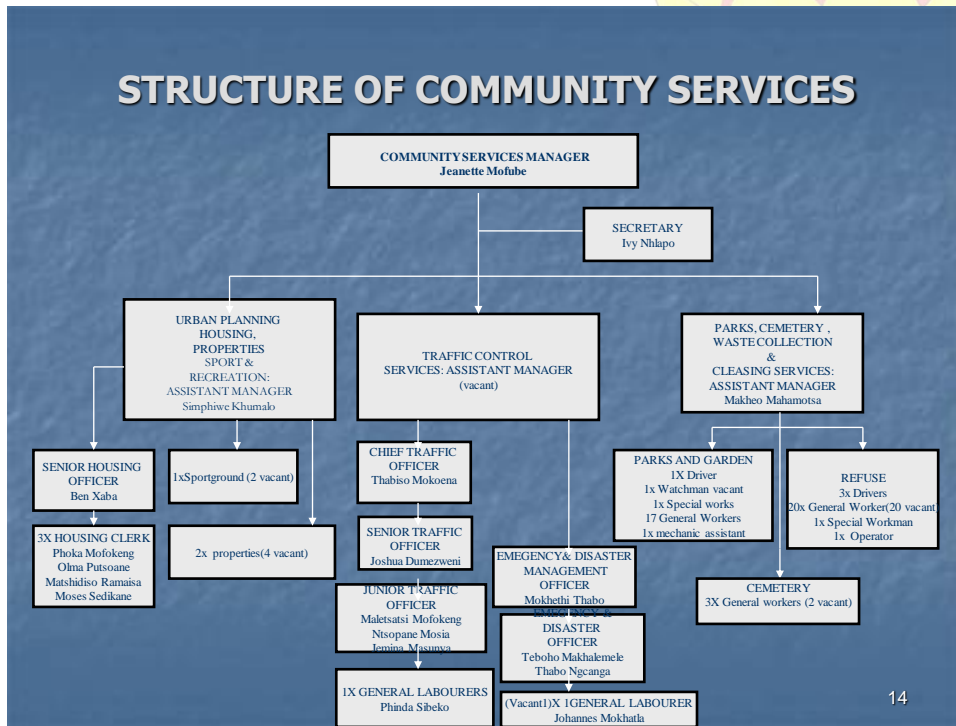 STRUCTURE OF COMMUNITY SERVICES
COMMUNITY SERVICES MANAGER
Jeanette Mofube
SECRETARY
Ivy Nhlapo
URBAN PLANNING
HOUSING,
PROPERTIES
SPORT &
RECREATION:
ASSISTANT MANAGER
Simphiwe Khumalo
TRAFFIC CONTROL
SERVICES: ASSISTANT MANAGER
(vacant)
PARKS, CEMETERY ,
WASTE COLLECTION
&
CLEASING SERVICES:
ASSISTANT MANAGER
Makheo Mahamotsa
SENIOR HOUSING
OFFICER
Ben Xaba
3X HOUSING CLERK
Phoka Mofokeng
Olma Putsoane
Matshidiso Ramaisa
Moses Sedikane
1xSportground (2 vacant)
2x properties(4 vacant)
CHIEF TRAFFIC
OFFICER
Thabiso Mokoena
SENIOR TRAFFIC
OFFICER
Joshua Dumezweni
JUNIOR TRAFFIC
OFFICER
Maletsatsi Mofokeng
Ntsopane Mosia
Jemina Masunya
1X GENERAL LABOURERS
Phinda Sibeko
EMEGENCY& DISASTER
MANAGEMENT
OFFICER
Mokhethi Thabo
EMEGENCY &
DISASTER
OFFICER
Teboho Makhalemele
Thabo Ngcanga
(Vacant1)X 1GENERAL LABOURER
Johannes Mokhatla
PARKS AND GARDEN
1X Driver
1x Watchman vacant
1x Special works
17 General Workers
1x mechanic assistant
REFUSE
3x Drivers
20x General Worker(20 vacant)
1x Special Workman
1x Operator
CEMETERY
3X General workers (2 vacant)
14